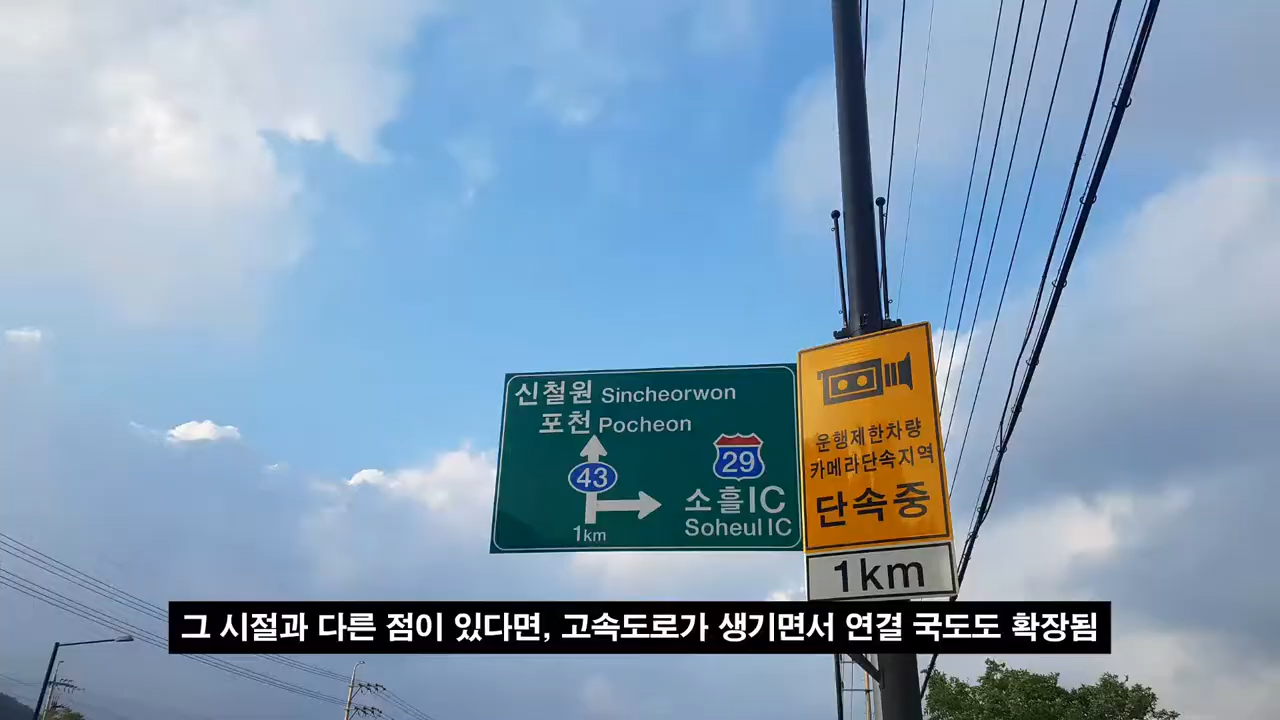 신철원 Sincheorwon
포천 Pocheon
43
29
소흘IC
Soheul IC
1km
운행제한차량
카메라단속지역
단속중
1km
그 시절과 다른 점이 있다면, 고속도로가 생기면서 연결 국도도 확장됨